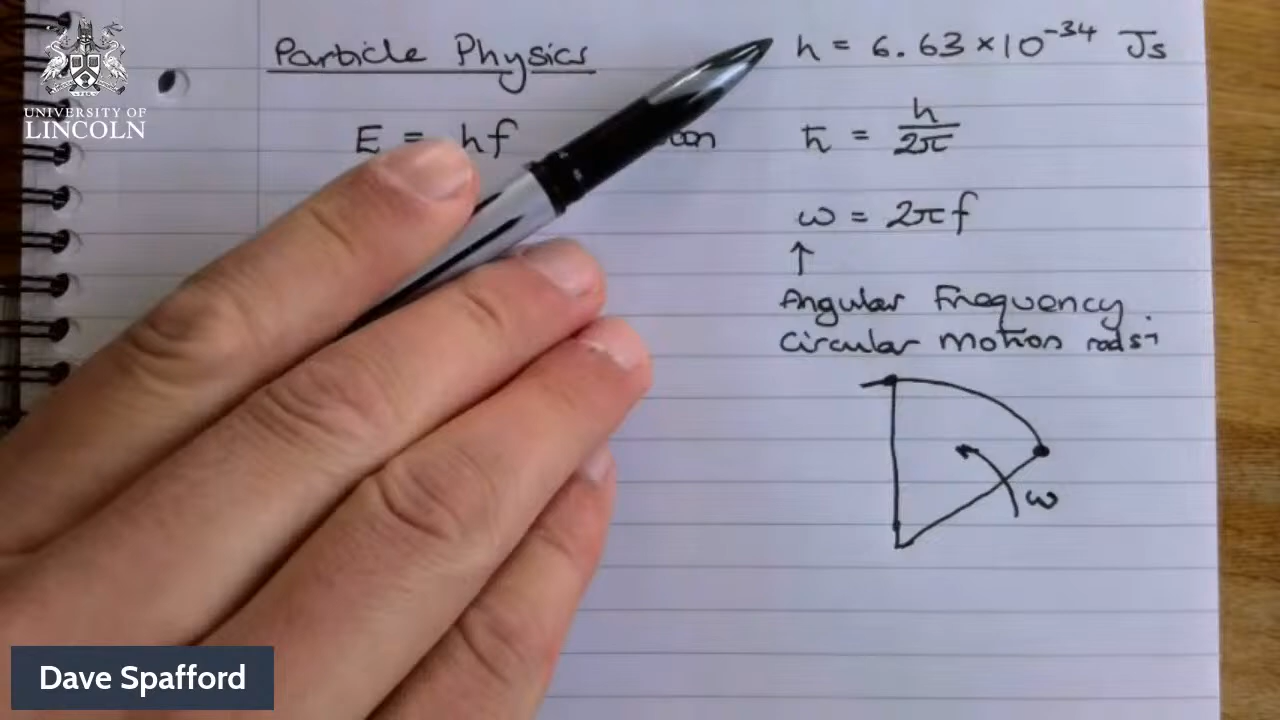 UNIVERSITY OF
LINCOLN
Particle Physics
E = hf
h = 6.63 × 10⁻³⁴ Js
ħ = h/2π
ω = 2πf
↑
Angular Frequency
Circular motion rads⁻¹
ω
Dave Spafford